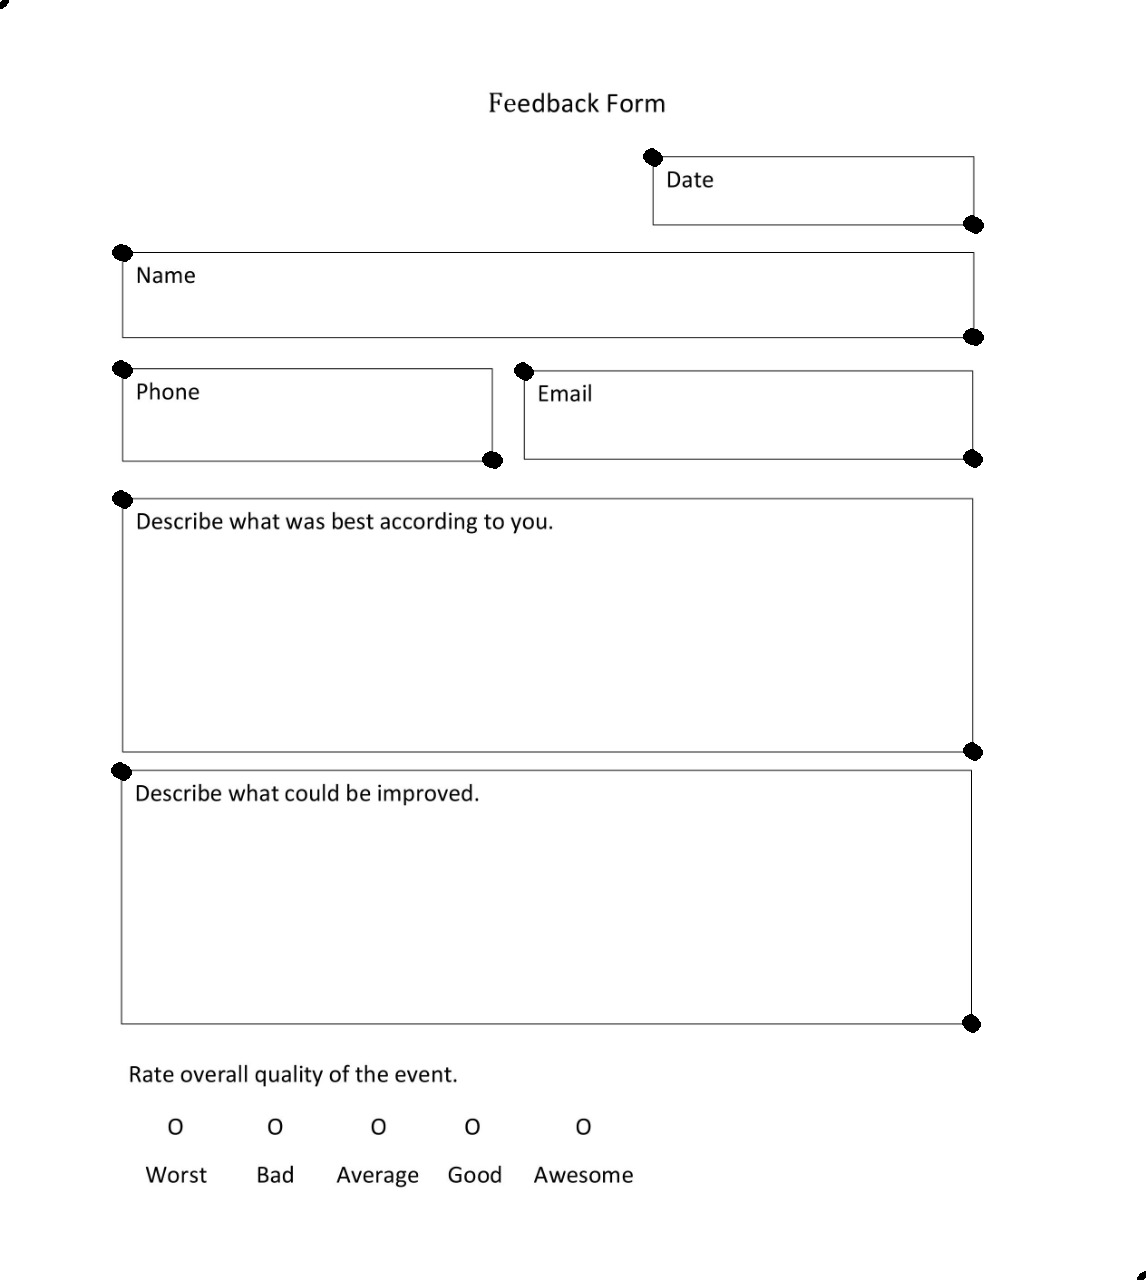 Feedback Form
Date
Name
Phone Email
Describe what was best according to you.
Describe what could be improved.
Rate overall quality of the event.
O O O O O
Worst Bad Average Good Awesome